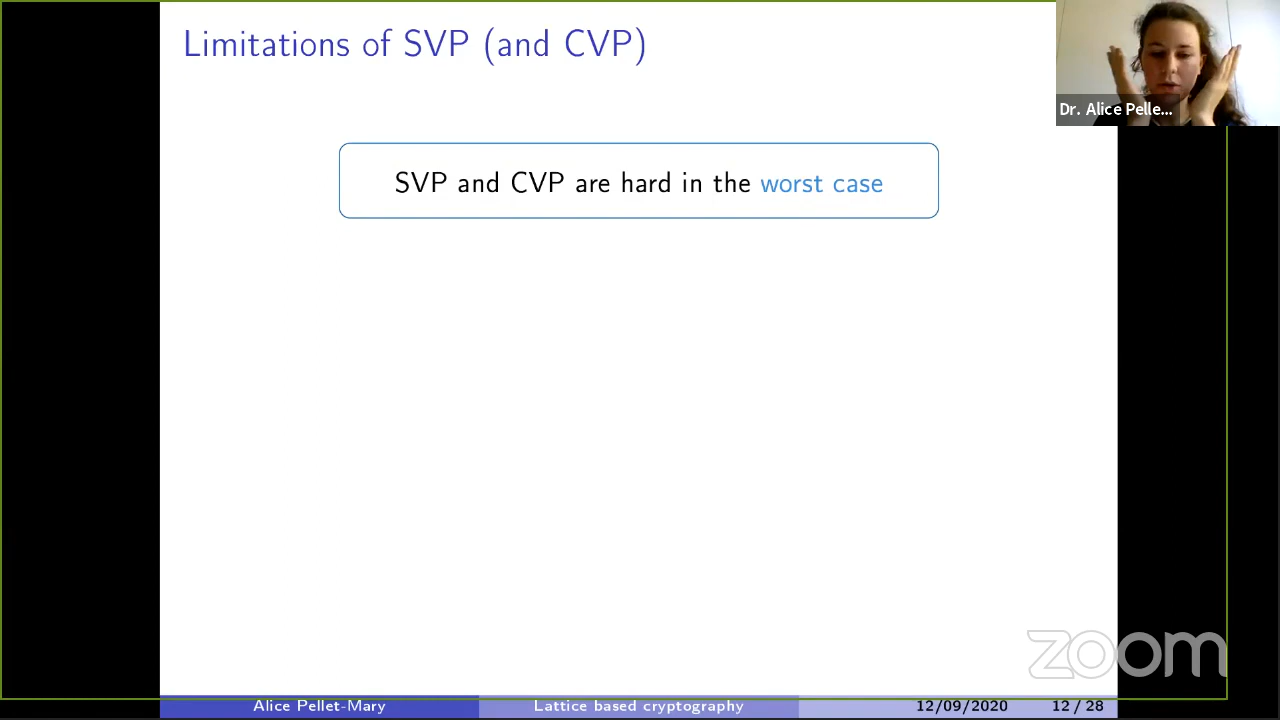 Limitations of SVP (and CVP)
Dr. Alice Pelle...
SVP and CVP are hard in the worst case
zoom
Alice Pellet-Mary
Lattice based cryptography
12/09/2020
12 / 28